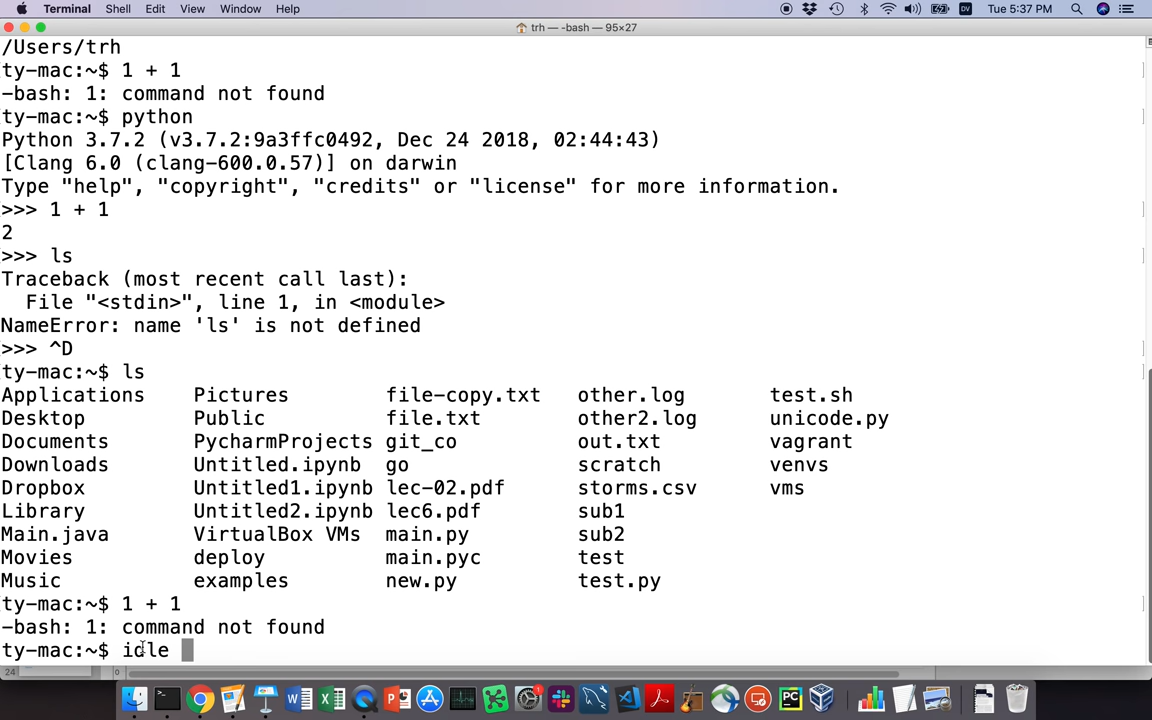 Terminal Shell Edit View Window Help DV Tue 5:37 PM
trh — -bash — 95×27
/Users/trh
[ty-mac:~$ 1 + 1 ]
-bash: 1: command not found
[ty-mac:~$ python ]
Python 3.7.2 (v3.7.2:9a3ffc0492, Dec 24 2018, 02:44:43)
[Clang 6.0 (clang-600.0.57)] on darwin
Type "help", "copyright", "credits" or "license" for more information.
[>>> 1 + 1 ]
2
[>>> ls ]
Traceback (most recent call last):
  File "<stdin>", line 1, in <module>
NameError: name 'ls' is not defined
[>>> ^D ]
[ty-mac:~$ ls ]
Applications Pictures file-copy.txt other.log test.sh
Desktop Public file.txt other2.log unicode.py
Documents PycharmProjects git_co out.txt vagrant
Downloads Untitled.ipynb go scratch venvs
Dropbox Untitled1.ipynb lec-02.pdf storms.csv vms
Library Untitled2.ipynb lec6.pdf sub1
Main.java VirtualBox VMs main.py sub2
Movies deploy main.pyc test
Music examples new.py test.py
[ty-mac:~$ 1 + 1 ]
-bash: 1: command not found
ty-mac:~$ idle
24 0